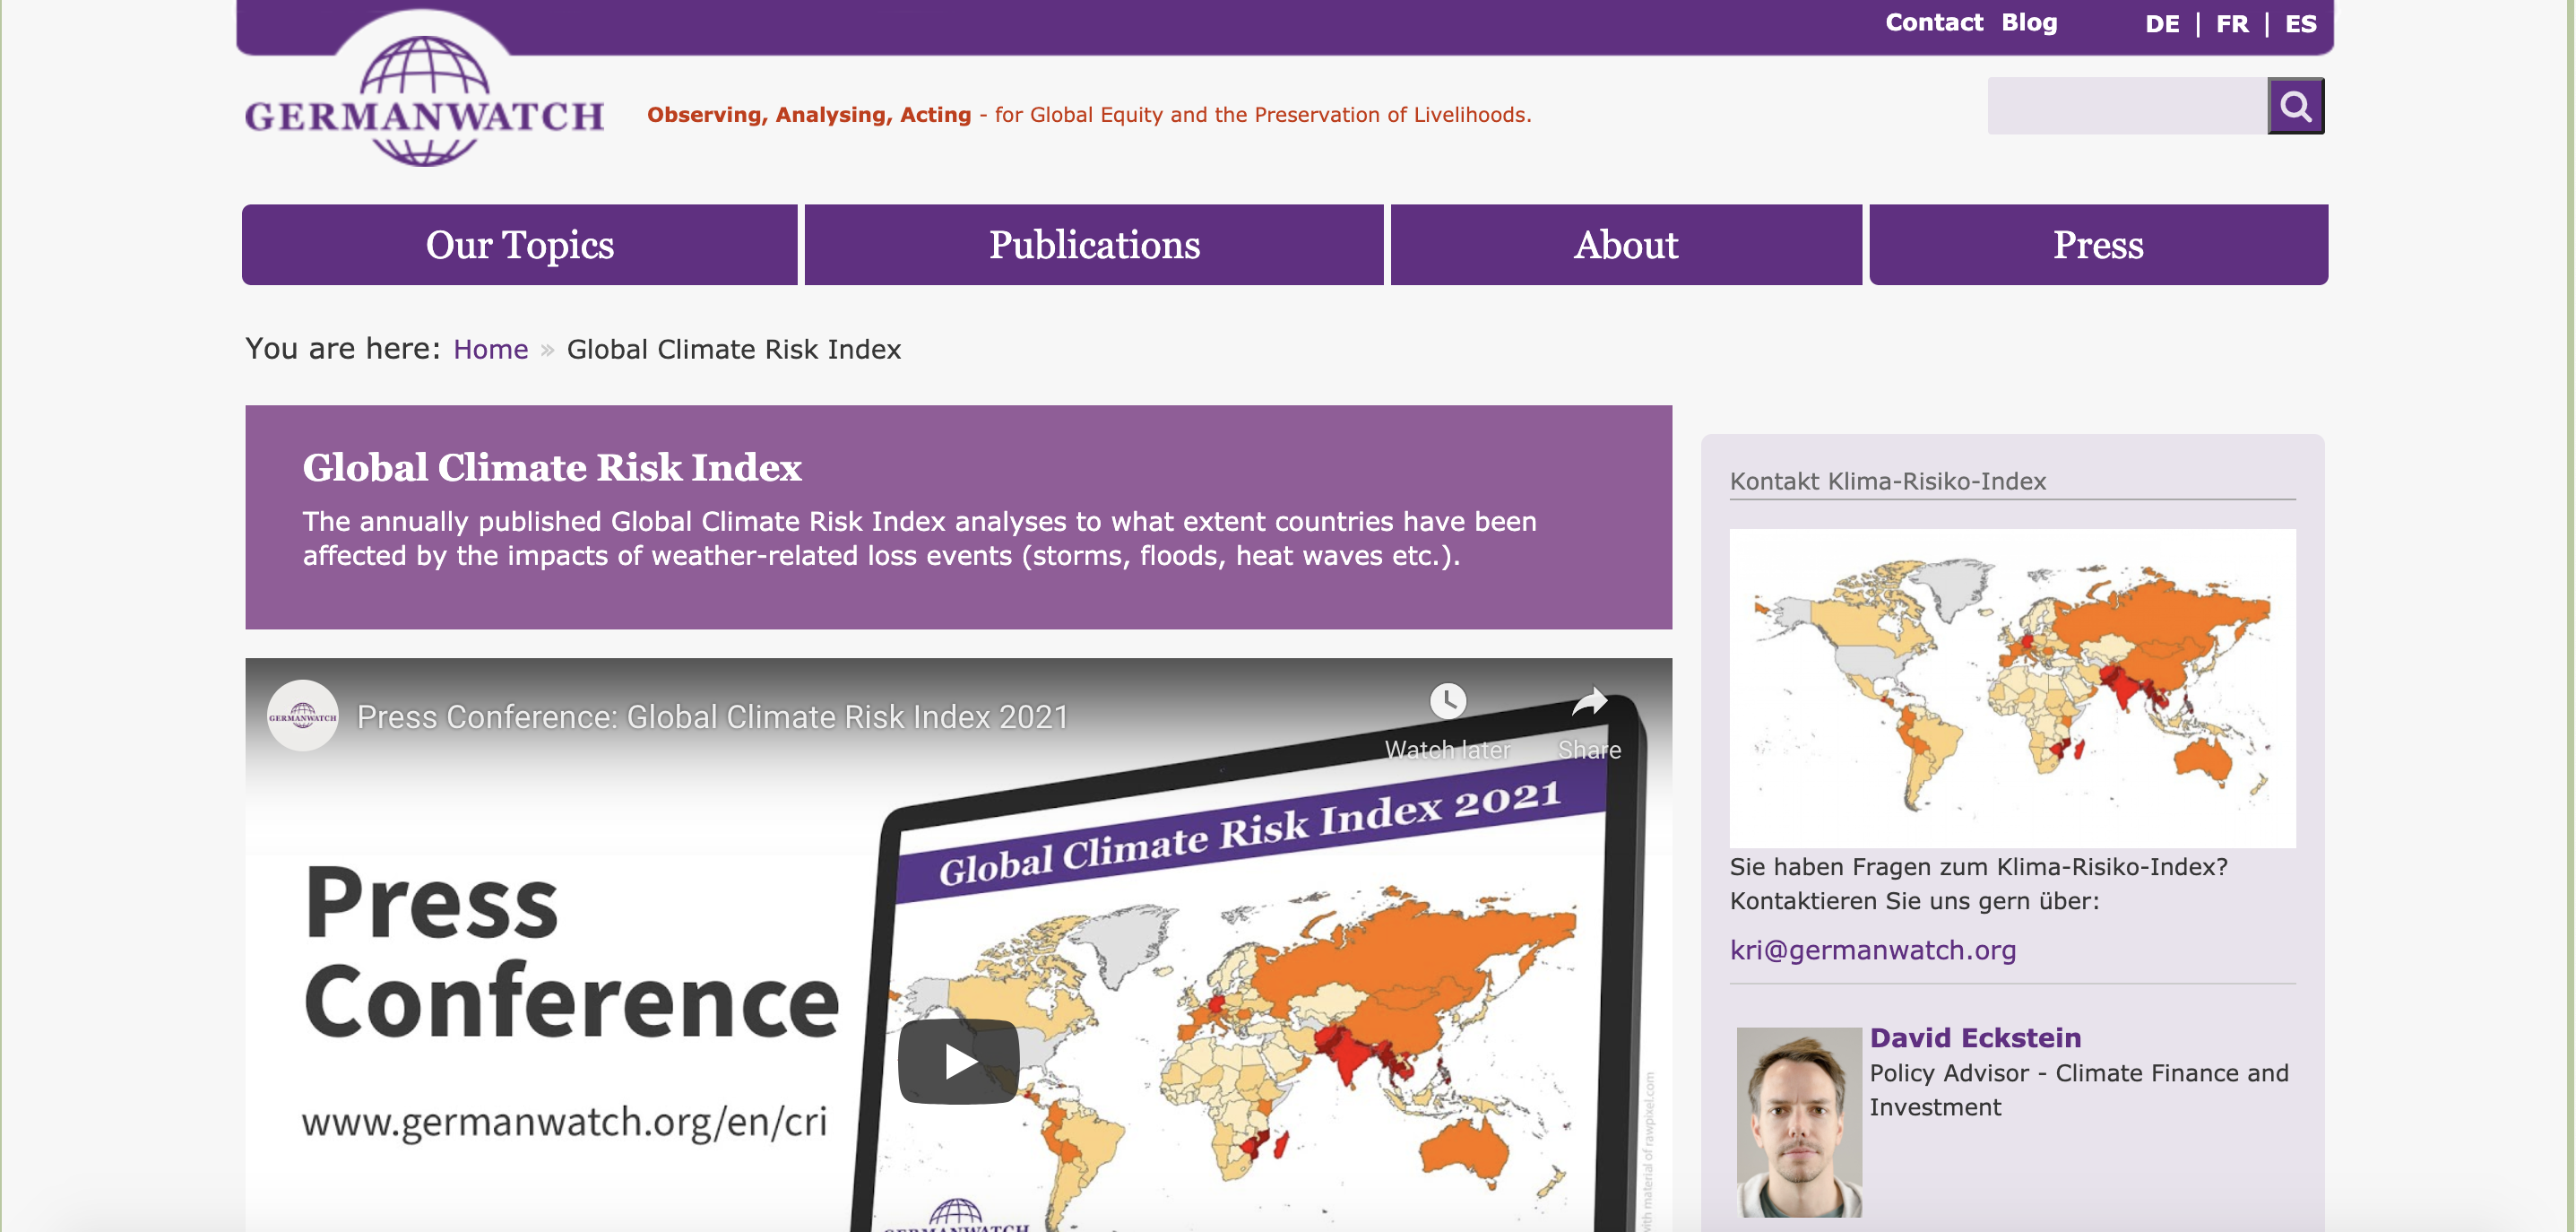 Contact Blog DE | FR | ES
GERMANWATCH
Observing, Analysing, Acting - for Global Equity and the Preservation of Livelihoods.
Our Topics
Publications
About
Press
You are here: Home » Global Climate Risk Index
Global Climate Risk Index
The annually published Global Climate Risk Index analyses to what extent countries have been
affected by the impacts of weather-related loss events (storms, floods, heat waves etc.).
GERMANWATCH
Press Conference: Global Climate Risk Index 2021
Watch later
Share
Global Climate Risk Index 2021
Press
Conference
www.germanwatch.org/en/cri
GERMANWATCH
with material of rawpixel.com
Kontakt Klima-Risiko-Index
Sie haben Fragen zum Klima-Risiko-Index?
Kontaktieren Sie uns gern über:
kri@germanwatch.org
David Eckstein
Policy Advisor - Climate Finance and
Investment